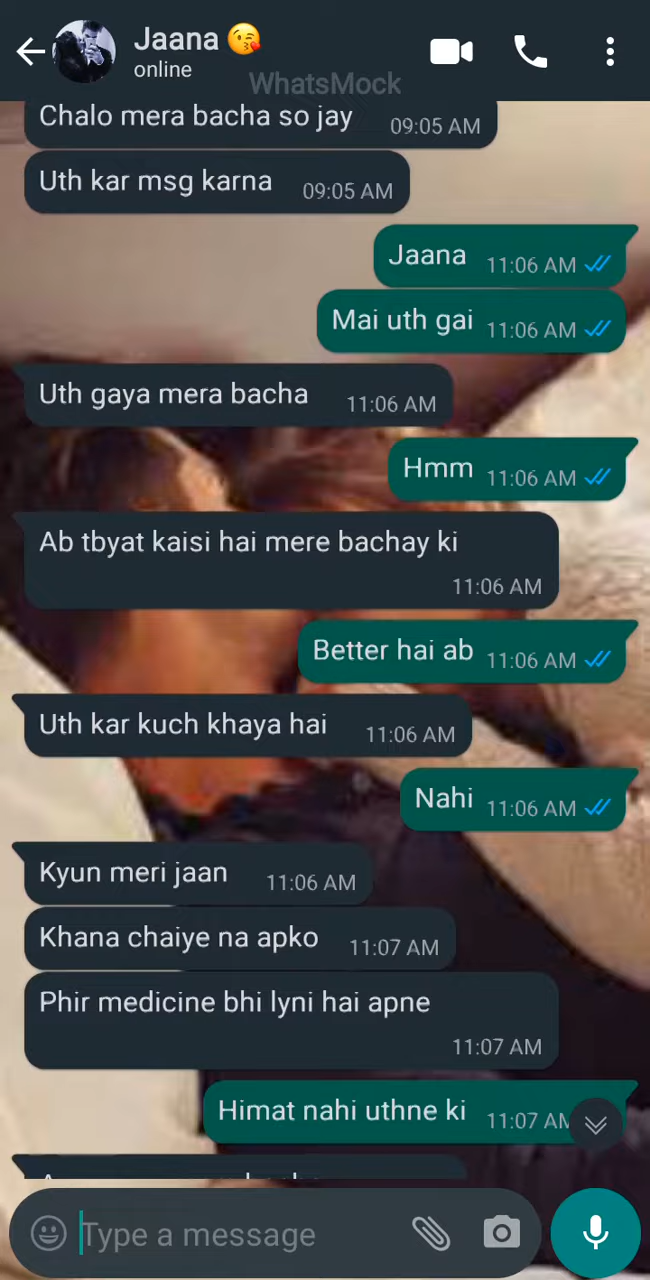 Jaana 😘
online
WhatsMock
Chalo mera bacha so jay 09:05 AM
Uth kar msg karna 09:05 AM
Jaana 11:06 AM
Mai uth gai 11:06 AM
Uth gaya mera bacha 11:06 AM
Hmm 11:06 AM
Ab tbyat kaisi hai mere bachay ki
11:06 AM
Better hai ab 11:06 AM
Uth kar kuch khaya hai 11:06 AM
Nahi 11:06 AM
Kyun meri jaan 11:06 AM
Khana chaiye na apko 11:07 AM
Phir medicine bhi lyni hai apne
11:07 AM
Himat nahi uthne ki 11:07 AM
Type a message